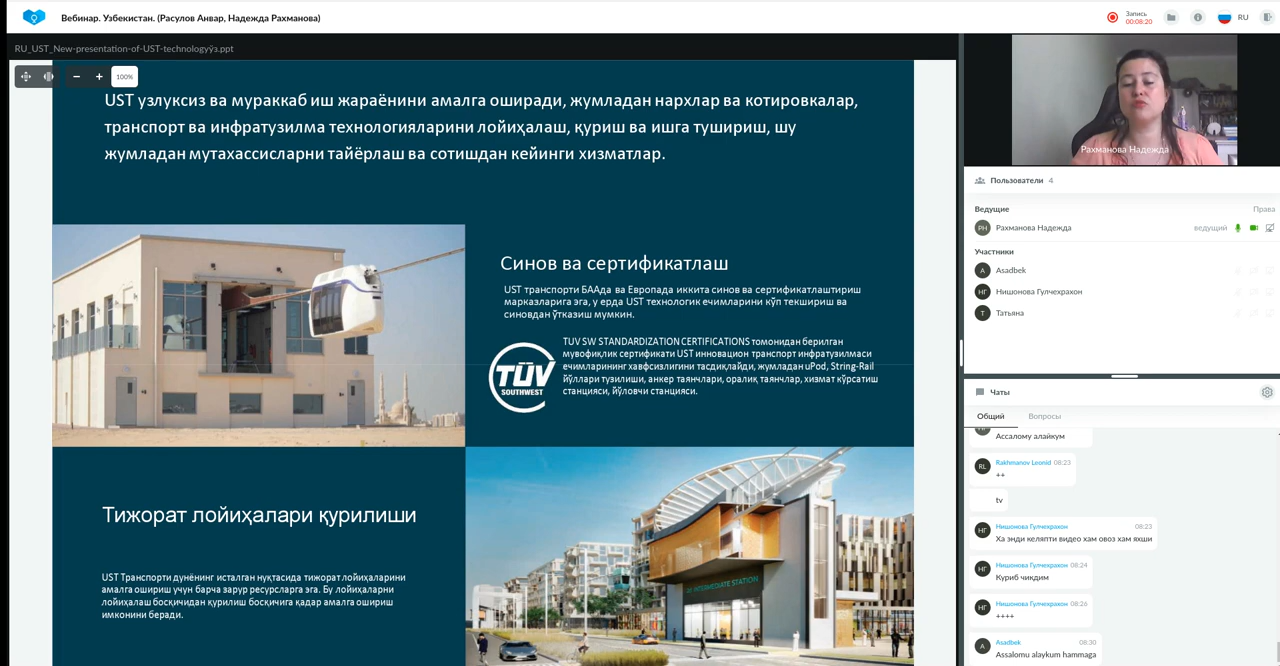 Вебинар. Узбекистан. (Расулов Анвар, Надежда Рахманова)
Запись
00:08:20
RU
RU_UST_New-presentation-of-UST-technologyўз.ppt
100%
UST узлуксиз ва мураккаб иш жараёнини амалга оширади, жумладан нархлар ва котировкалар,
транспорт ва инфратузилма технологияларини лойиҳалаш, қуриш ва ишга тушириш, шу
жумладан мутахассисларни тайёрлаш ва сотишдан кейинги хизматлар.
Синов ва сертификатлаш
UST транспорти БААда ва Европада иккита синов ва сертификатлаштириш
марказларига эга, у ерда UST технологик ечимларини кўп текшириш ва
синовдан ўтказиш мумкин.
TÜV
SOUTHWEST
TUV SW STANDARDIZATION CERTIFICATIONS томонидан берилган
мувофиқлик сертификати UST инновацион транспорт инфратузилмаси
ечимларининг хавфсизлигини тасдиқлайди, жумладан uPod, String-Rail
йўллари тузилиши, анкер таянчлари, оралиқ таянчлар, хизмат кўрсатиш
станцияси, йўловчи станцияси.
Тижорат лойиҳалари қурилиши
UST Транспорти дунёнинг исталган нуқтасида тижорат лойиҳаларини
амалга ошириш учун барча зарур ресурсларга эга. Бу лойиҳаларни
лойиҳалаш босқичидан қурилиш босқичига қадар амалга ошириш
имконини беради.
INTERMEDIATE STATION
Рахманова Надежда
Пользователи 4
Ведущие Права
РН Рахманова Надежда ведущий
Участники
A Asadbek
НГ Нишонова Гулчехрахон
Т Татьяна
Чаты
Общий Вопросы
Ассалому алайкум
RL Rakhmanov Leonid 08:23
++
tv
НГ Нишонова Гулчехрахон 08:23
Ха энди келяпти видео хам овоз хам яхши
НГ Нишонова Гулчехрахон 08:24
Куриб чикдим
НГ Нишонова Гулчехрахон 08:26
++++
A Asadbek 08:30
Assalomu alaykum hammaga